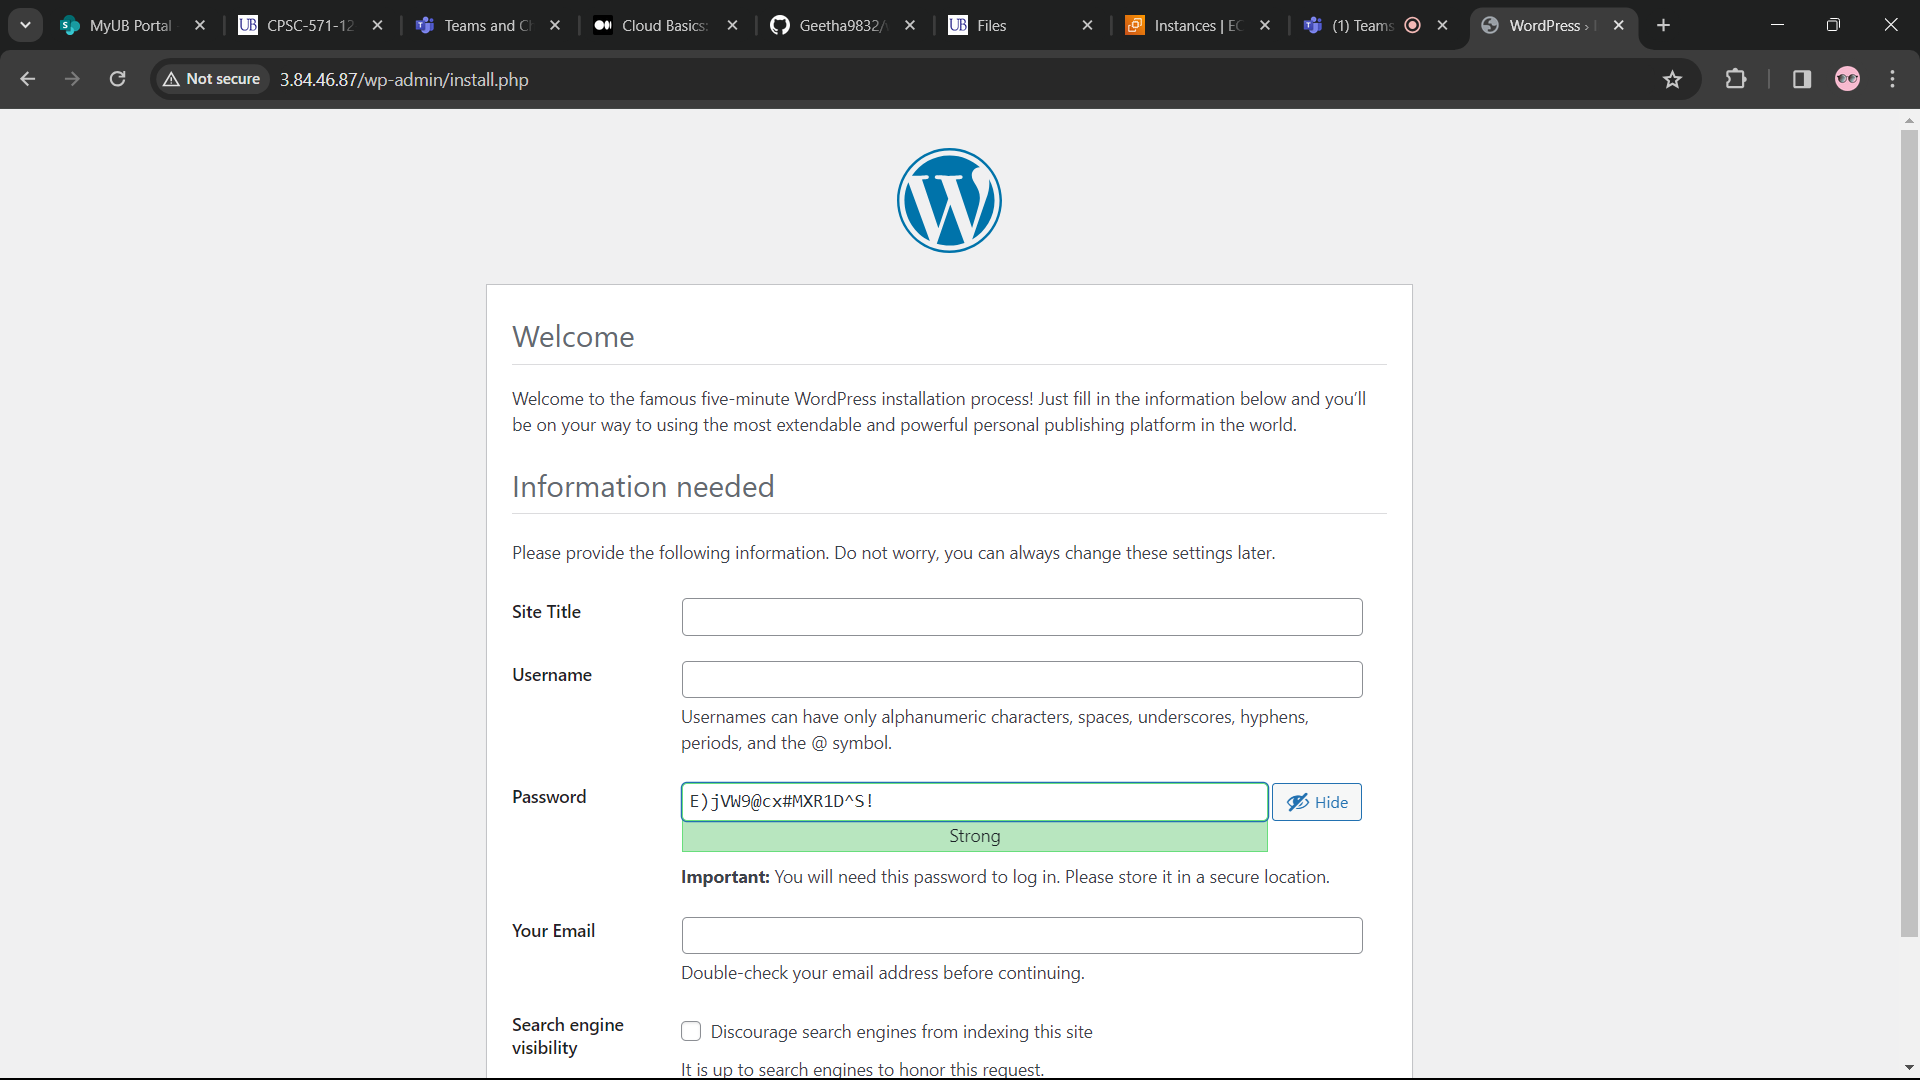 MyUB Portal
CPSC-571-12
Teams and Ch
Cloud Basics:
Geetha9832/
UB Files
Instances | EC
(1) Teams
WordPress ›
Not secure
3.84.46.87/wp-admin/install.php
Welcome
Welcome to the famous five-minute WordPress installation process! Just fill in the information below and you’ll
be on your way to using the most extendable and powerful personal publishing platform in the world.
Information needed
Please provide the following information. Do not worry, you can always change these settings later.
Site Title
Username
Usernames can have only alphanumeric characters, spaces, underscores, hyphens,
periods, and the @ symbol.
Password
E)jVW9@cx#MXR1D^S!
Hide
Strong
Important: You will need this password to log in. Please store it in a secure location.
Your Email
Double-check your email address before continuing.
Search engine
visibility
Discourage search engines from indexing this site
It is up to search engines to honor this request.